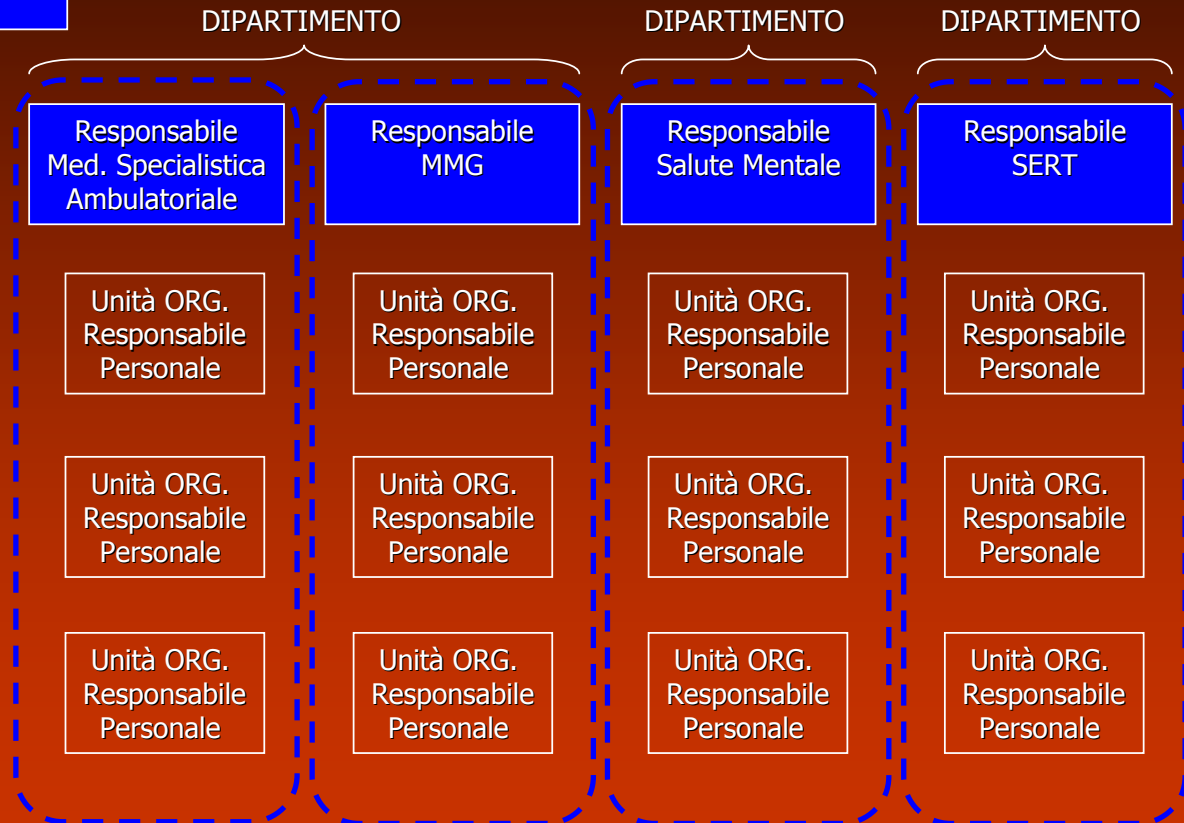 DIPARTIMENTO
DIPARTIMENTO
DIPARTIMENTO
Responsabile
Med. Specialistica
Ambulatoriale
Responsabile
MMG
Responsabile
Salute Mentale
Responsabile
SERT
Unità ORG.
Responsabile
Personale
Unità ORG.
Responsabile
Personale
Unità ORG.
Responsabile
Personale
Unità ORG.
Responsabile
Personale
Unità ORG.
Responsabile
Personale
Unità ORG.
Responsabile
Personale
Unità ORG.
Responsabile
Personale
Unità ORG.
Responsabile
Personale
Unità ORG.
Responsabile
Personale
Unità ORG.
Responsabile
Personale
Unità ORG.
Responsabile
Personale
Unità ORG.
Responsabile
Personale